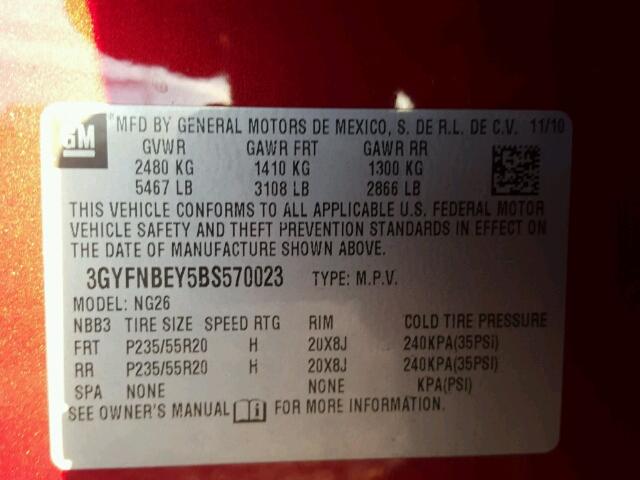 GM
*MFD BY GENERAL MOTORS DE MEXICO, S. DE R.L. DE C.V. 11/10
GVWR GAWR FRT GAWR RR
2480 KG 1410 KG 1300 KG
5467 LB 3108 LB 2866 LB
THIS VEHICLE CONFORMS TO ALL APPLICABLE U.S. FEDERAL MOTOR
VEHICLE SAFETY AND THEFT PREVENTION STANDARDS IN EFFECT ON
THE DATE OF MANUFACTURE SHOWN ABOVE.
3GYFNBEY5BS570023 TYPE: M.P.V.
MODEL: NG26
NBB3 TIRE SIZE SPEED RTG RIM COLD TIRE PRESSURE
FRT P235/55R20 H 20X8J 240KPA(35PSI)
RR P235/55R20 H 20X8J 240KPA(35PSI)
SPA NONE NONE KPA(PSI)
SEE OWNER'S MANUAL FOR MORE INFORMATION.